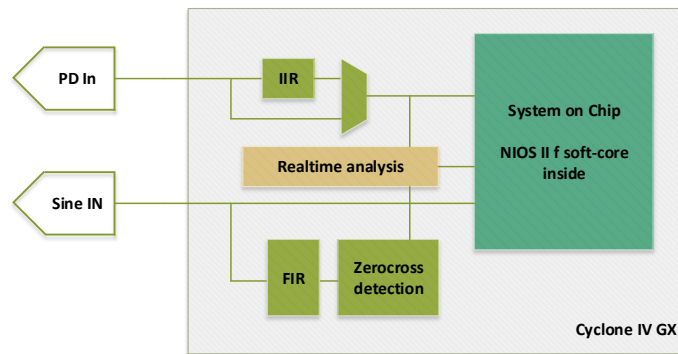 PD In
IIR
System on Chip
NIOS II f soft-core
inside
Realtime analysis
Sine IN
FIR
Zerocross
detection
Cyclone IV GX